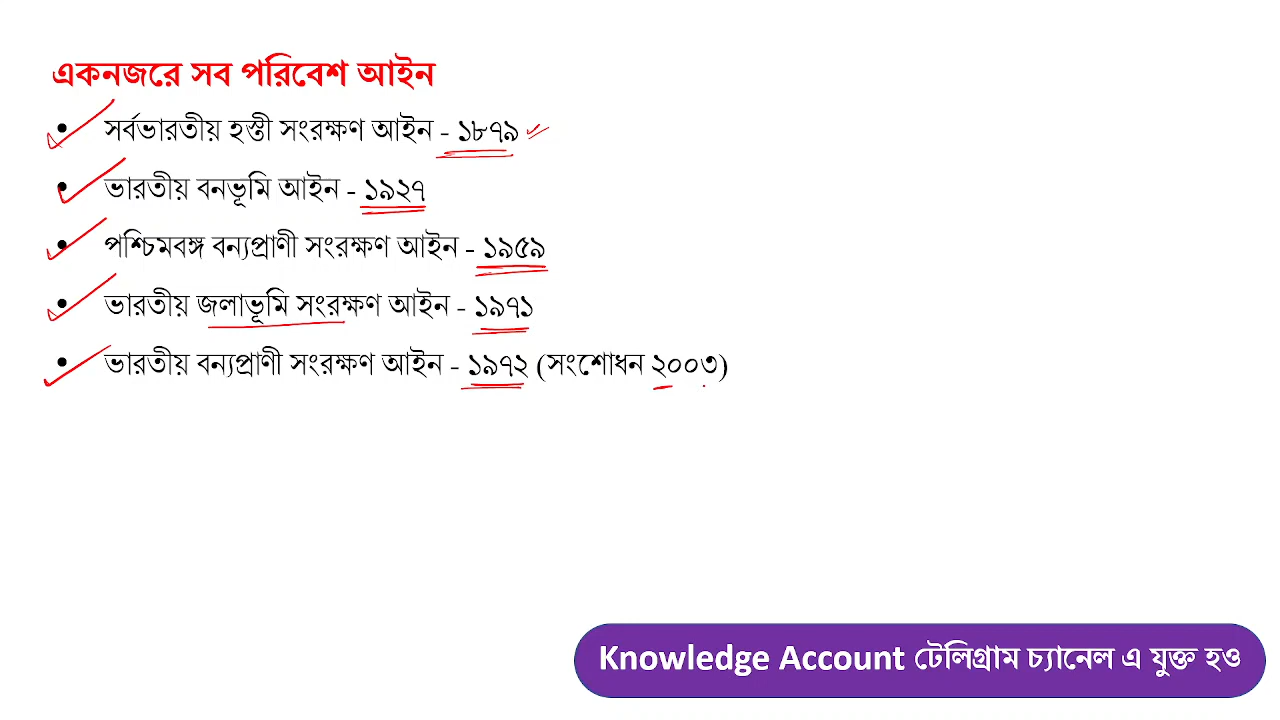 একনজরে সব পরিবেশ আইন
• সর্বভারতীয় হস্তী সংরক্ষণ আইন - ১৮৭৯
• ভারতীয় বনভূমি আইন - ১৯২৭
• পশ্চিমবঙ্গ বন্যপ্রাণী সংরক্ষণ আইন - ১৯৫৯
• ভারতীয় জলাভূমি সংরক্ষণ আইন - ১৯৭১
• ভারতীয় বন্যপ্রাণী সংরক্ষণ আইন - ১৯৭২ (সংশোধন ২০০৩)
Knowledge Account টেলিগ্রাম চ্যানেল এ যুক্ত হও